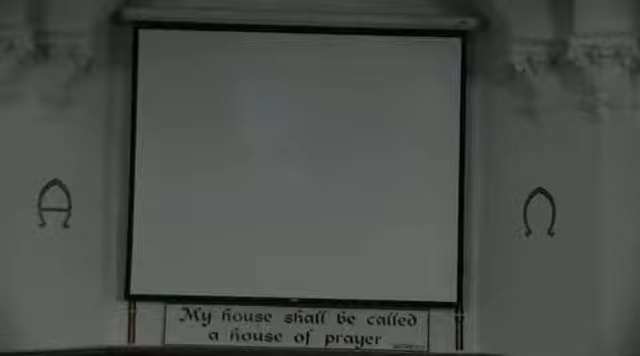 Α Ω
My house shall be called
a house of prayer